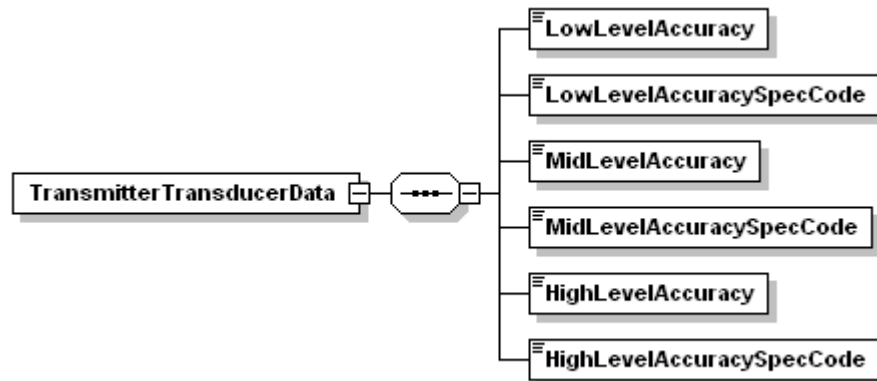 LowLevelAccuracy
LowLevelAccuracySpecCode
MidLevelAccuracy
TransmitterTransducerData
MidLevelAccuracySpecCode
HighLevelAccuracy
HighLevelAccuracySpecCode